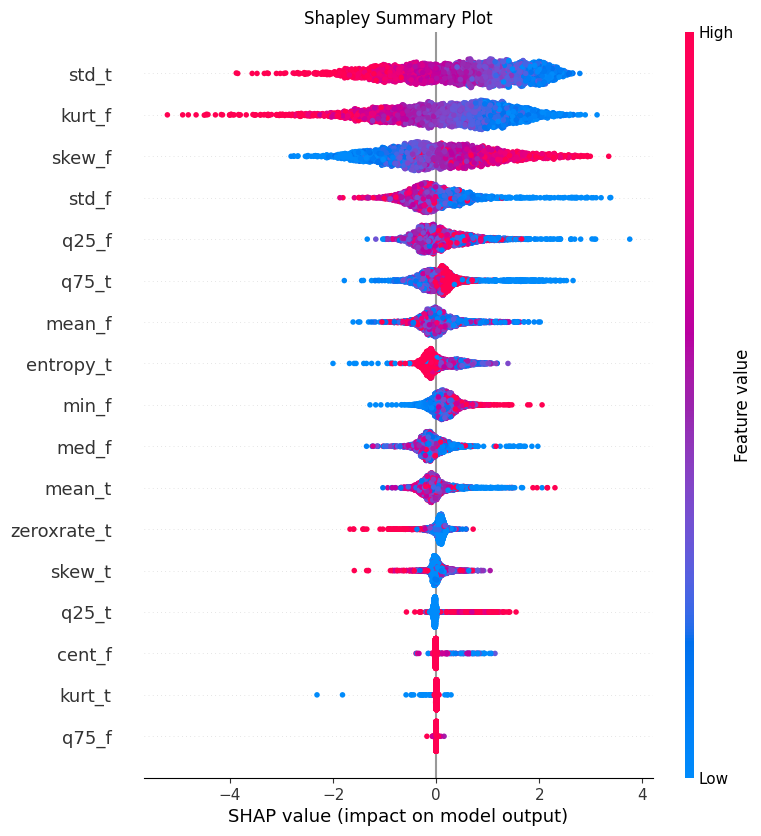 Shapley Summary Plot
High
std_t
kurt_f
skew_f
std_f
q25_f
q75_t
mean_f
entropy_t
min_f
med_f
mean_t
zeroxrate_t
skew_t
q25_t
cent_f
kurt_t
q75_f
Feature value
Low
−4 −2 0 2 4
SHAP value (impact on model output)